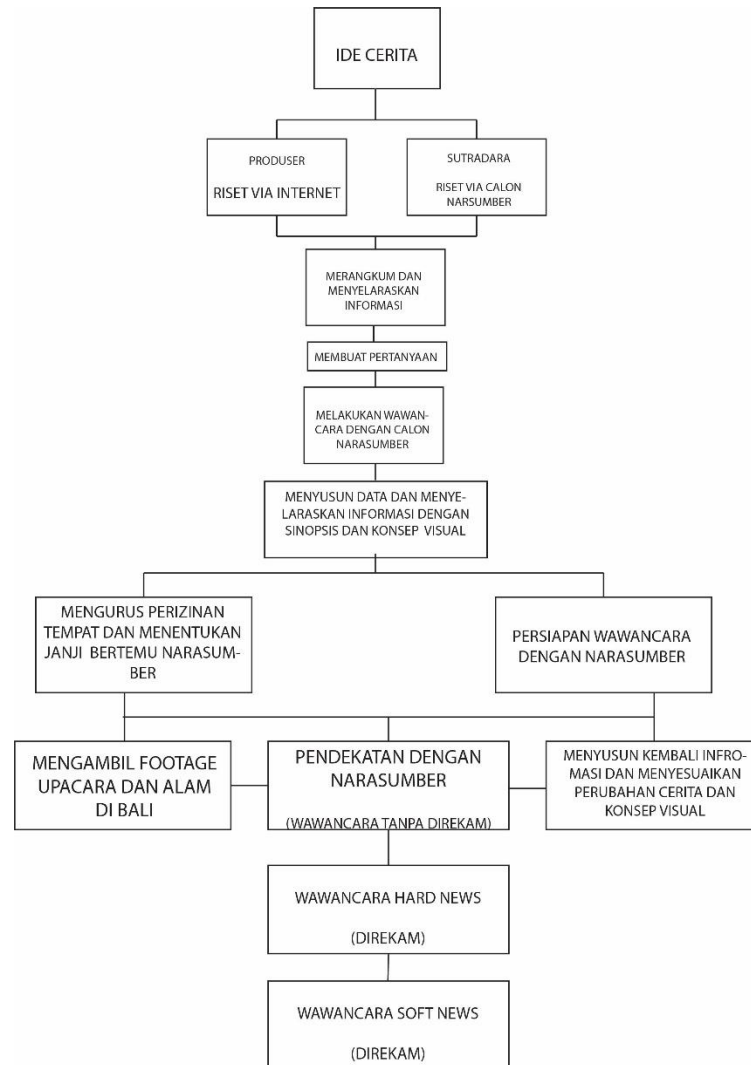 IDE CERITA
PRODUSER
RISET VIA INTERNET
SUTRADARA
RISET VIA CALON
NARSUMBER
MERANGKUM DAN
MENYELARASKAN
INFORMASI
MEMBUAT PERTANYAAN
MELAKUKAN WAWAN-
CARA DENGAN CALON
NARASUMBER
MENYUSUN DATA DAN MENYE-
LARASKAN INFORMASI DENGAN
SINOPSIS DAN KONSEP VISUAL
MENGURUS PERIZINAN
TEMPAT DAN MENENTUKAN
JANJI BERTEMU NARASUM-
BER
PERSIAPAN WAWANCARA
DENGAN NARASUMBER
MENGAMBIL FOOTAGE
UPACARA DAN ALAM
DI BALI
PENDEKATAN DENGAN
NARASUMBER
(WAWANCARA TANPA DIREKAM)
MENYUSUN KEMBALI INFRO-
MASI DAN MENYESUAIKAN
PERUBAHAN CERITA DAN
KONSEP VISUAL
WAWANCARA HARD NEWS
(DIREKAM)
WAWANCARA SOFT NEWS
(DIREKAM)